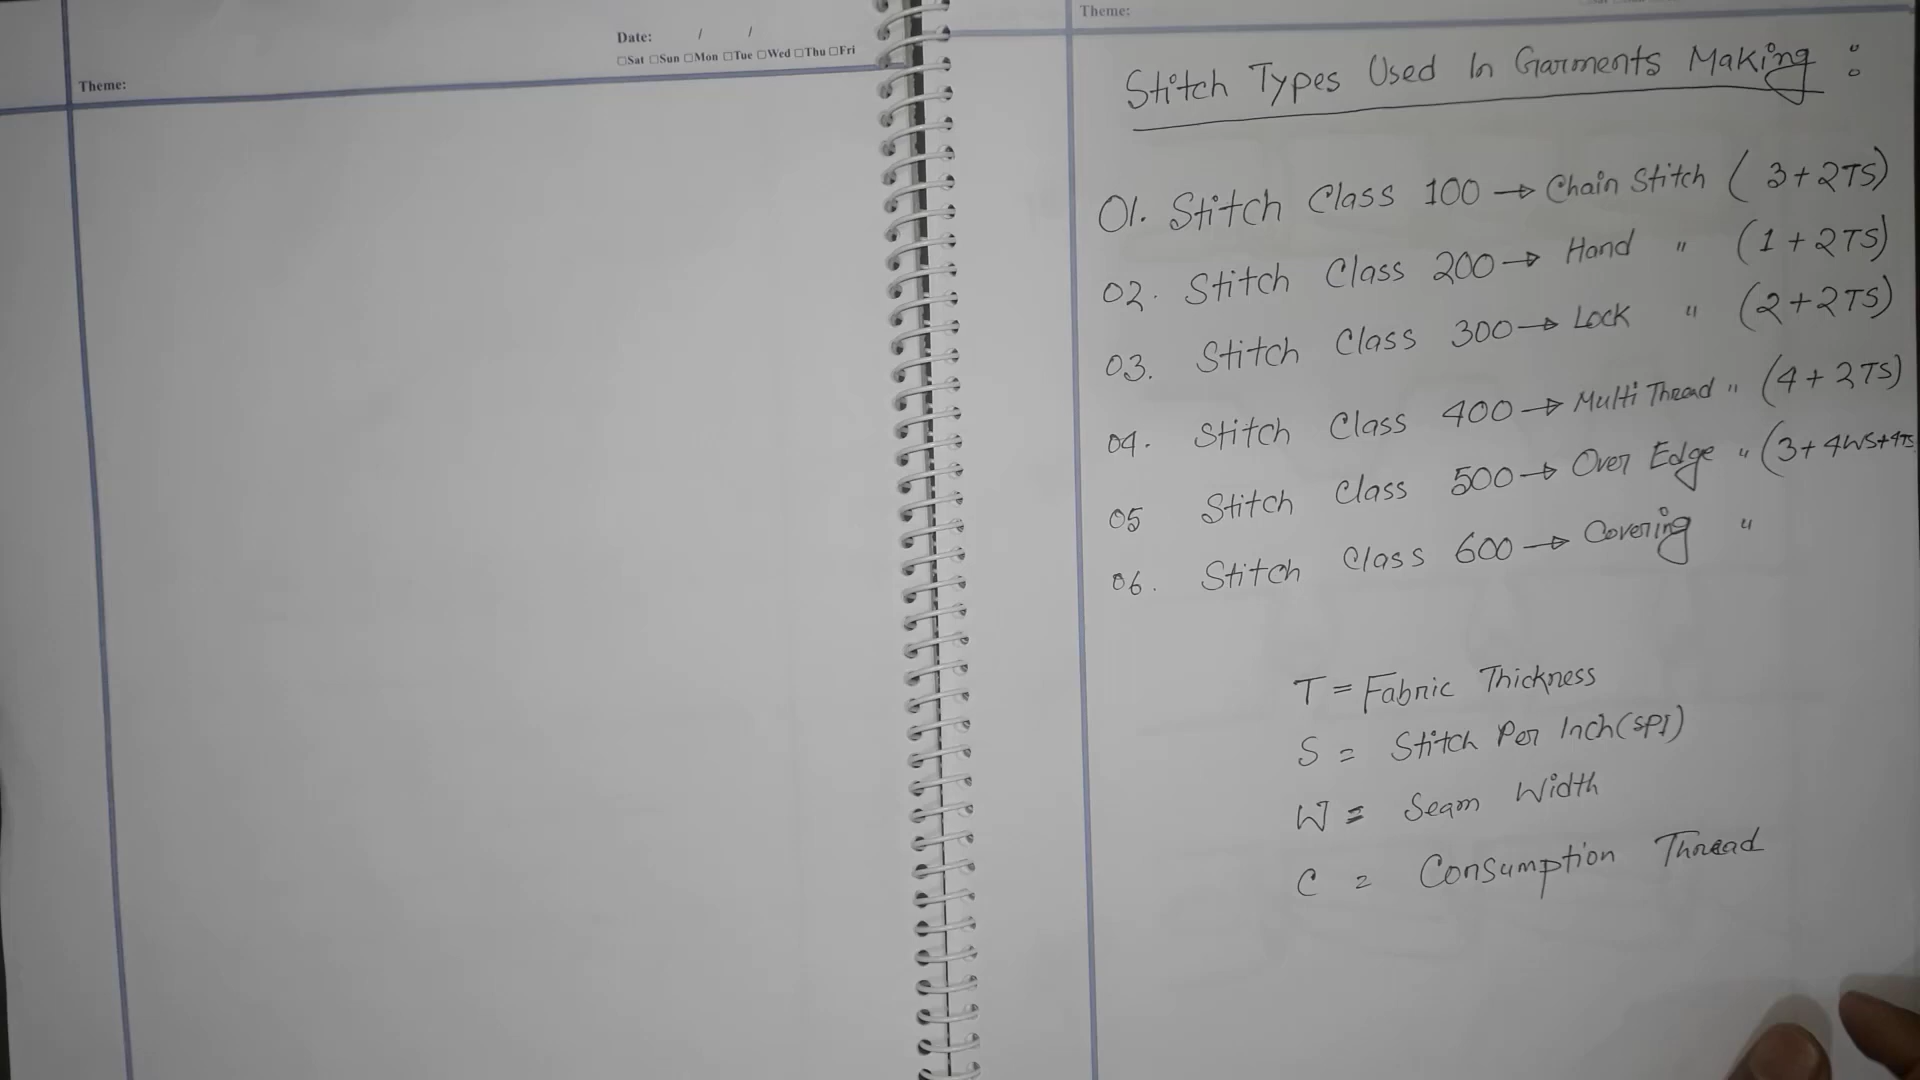 Date: / /
□Sat □Sun □Mon □Tue □Wed □Thu □Fri
Theme:
Theme:
Stitch Types Used In Garments Making :
01. Stitch Class 100 → Chain Stitch (3+2TS)
02. Stitch Class 200 → Hand " (1+2TS)
03. Stitch Class 300 → Lock " (2+2TS)
04. Stitch Class 400 → Multi Thread " (4+2TS)
05 Stitch Class 500 → Over Edge " (3+4WS+4TS
06. Stitch Class 600 → Covering "
T = Fabric Thickness
S = Stitch Per Inch (SPI)
W = Seam Width
C = Consumption Thread